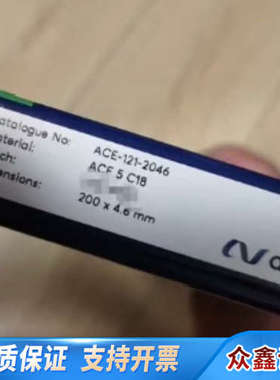 atalogue No: ACE-121-2046
aterial: ACE 5 C18
ch:
ensions: 200 x 4.6 mm
质保证 支持开票 众鑫